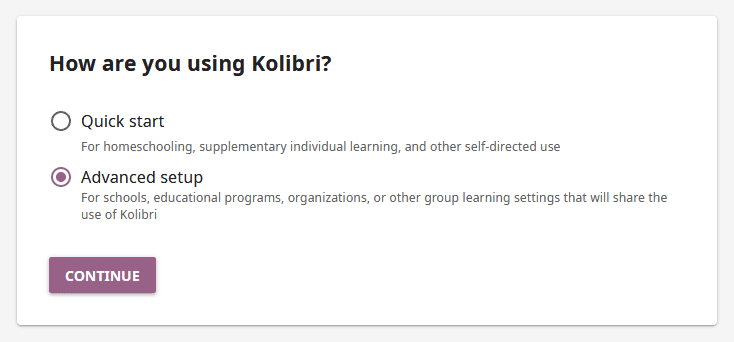 How are you using Kolibri?
Quick start
For homeschooling, supplementary individual learning, and other self-directed use
Advanced setup
For schools, educational programs, organizations, or other group learning settings that will share the
use of Kolibri
CONTINUE